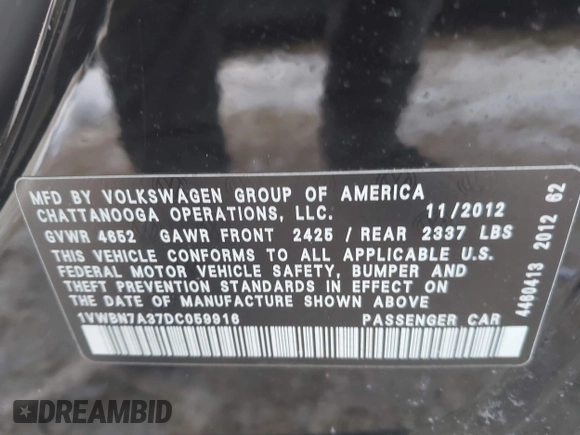 MFD BY VOLKSWAGEN GROUP OF AMERICA
CHATTANOOGA OPERATIONS, LLC. 11/2012
GVWR 4652 GAWR FRONT 2425 / REAR 2337 LBS
THIS VEHICLE CONFORMS TO ALL APPLICABLE U.S.
FEDERAL MOTOR VEHICLE SAFETY, BUMPER AND
THEFT PREVENTION STANDARDS IN EFFECT ON
THE DATE OF MANUFACTURE SHOWN ABOVE
1VWBN7A37DC059916 PASSENGER CAR
4460413 2012 62
DREAMBID